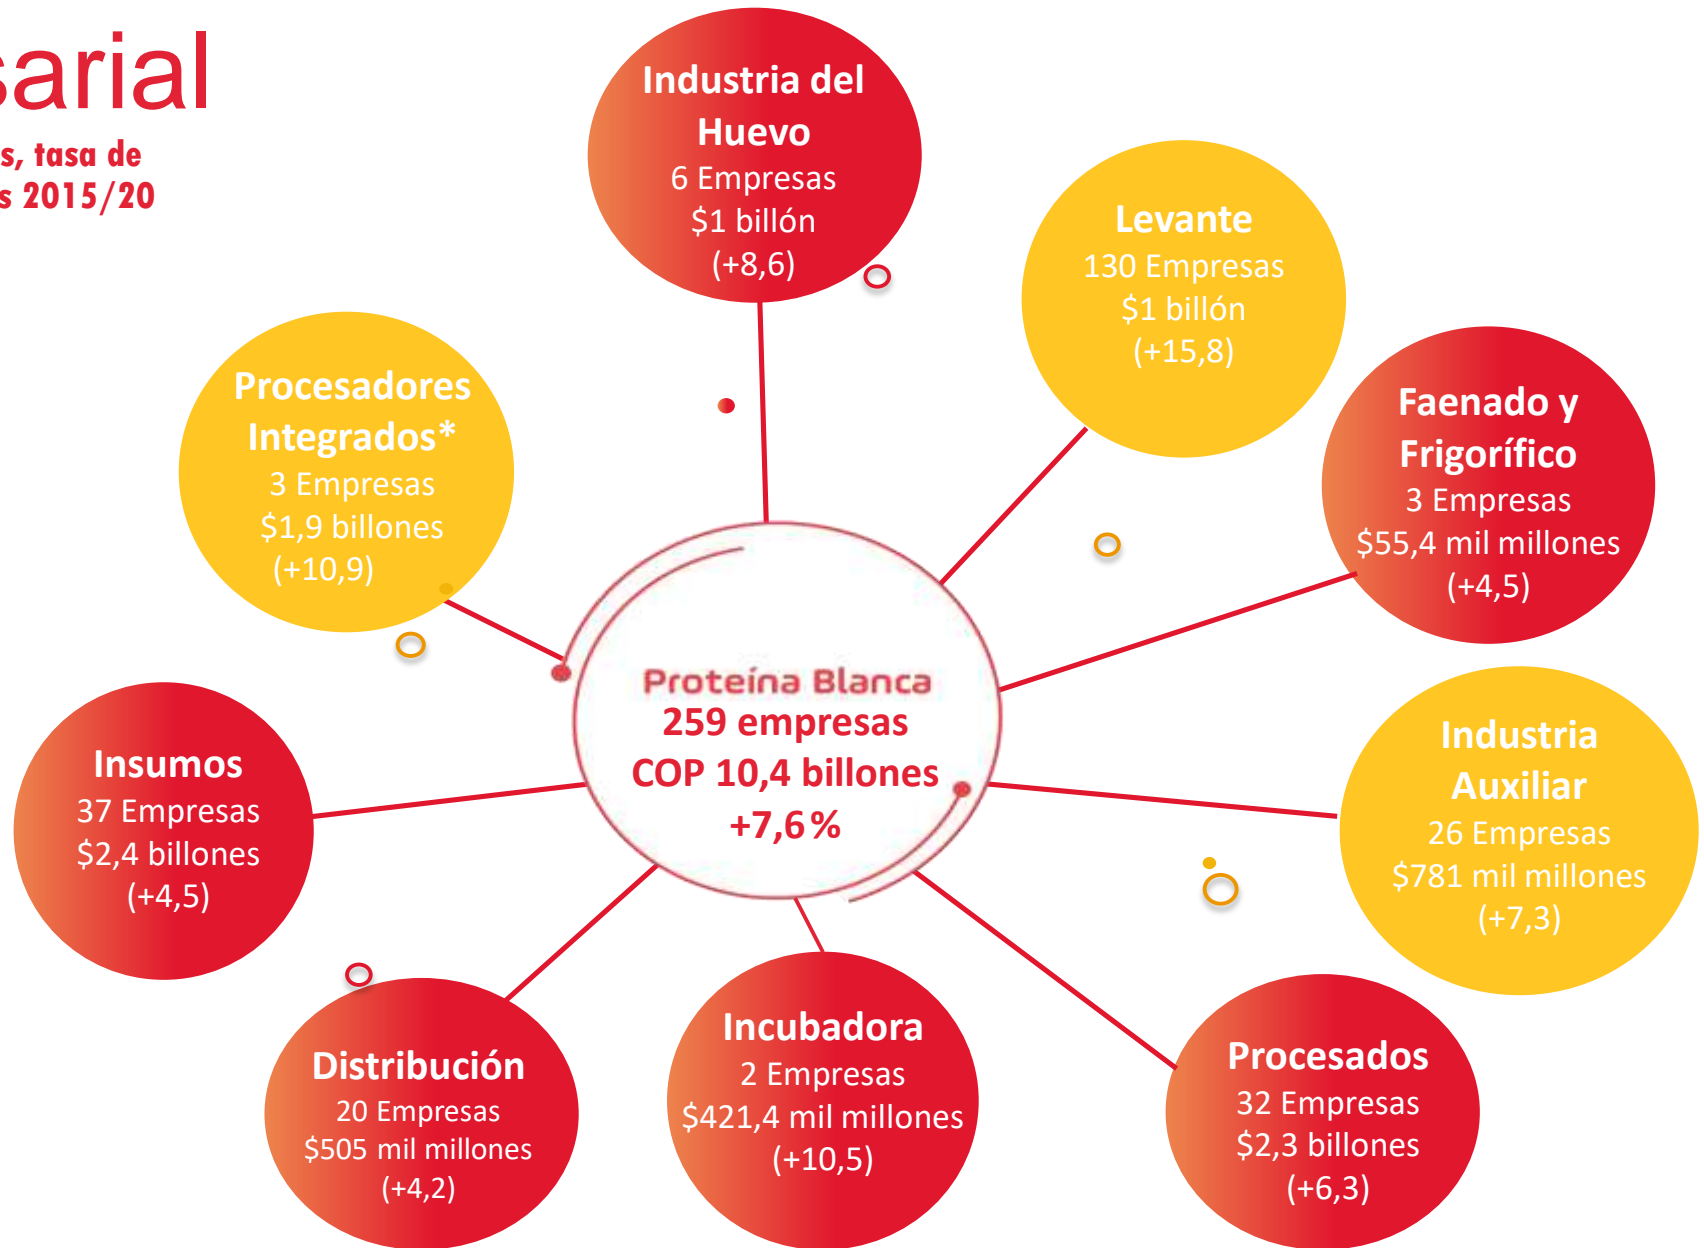 sarial
s, tasa de
s 2015/20
Industria del
Huevo
6 Empresas
$1 billón
(+8,6)
Levante
130 Empresas
$1 billón
(+15,8)
Faenado y
Frigorífico
3 Empresas
$55,4 mil millones
(+4,5)
Procesadores
Integrados*
3 Empresas
$1,9 billones
(+10,9)
Proteína Blanca
259 empresas
COP 10,4 billones
+7,6%
Industria
Auxiliar
26 Empresas
$781 mil millones
(+7,3)
Insumos
37 Empresas
$2,4 billones
(+4,5)
Distribución
20 Empresas
$505 mil millones
(+4,2)
Incubadora
2 Empresas
$421,4 mil millones
(+10,5)
Procesados
32 Empresas
$2,3 billones
(+6,3)